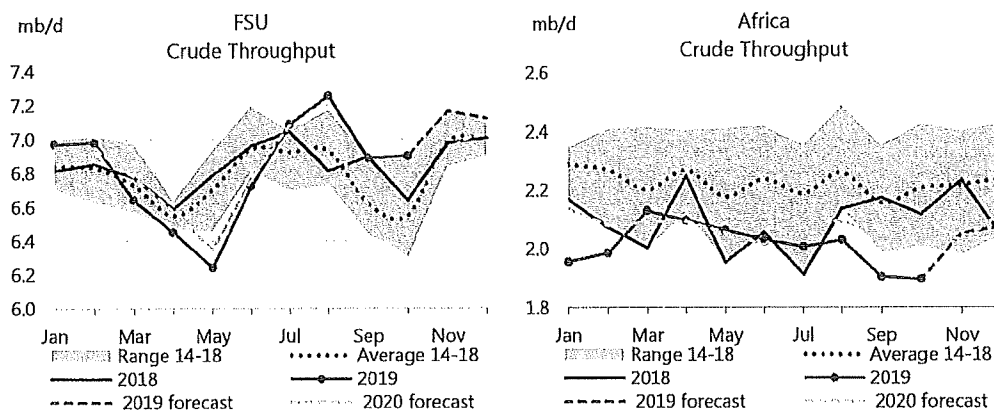 mb/d
FSU
Crude Throughput
7.4
7.2
7.0
6.8
6.6
6.4
6.2
6.0
Jan Mar May Jul Sep Nov
Range 14-18 Average 14-18
2018 2019
2019 forecast 2020 forecast
mb/d
Africa
Crude Throughput
2.6
2.4
2.2
2.0
1.8
Jan Mar May Jul Sep Nov
Range 14-18 Average 14-18
2018 2019
2019 forecast 2020 forecast